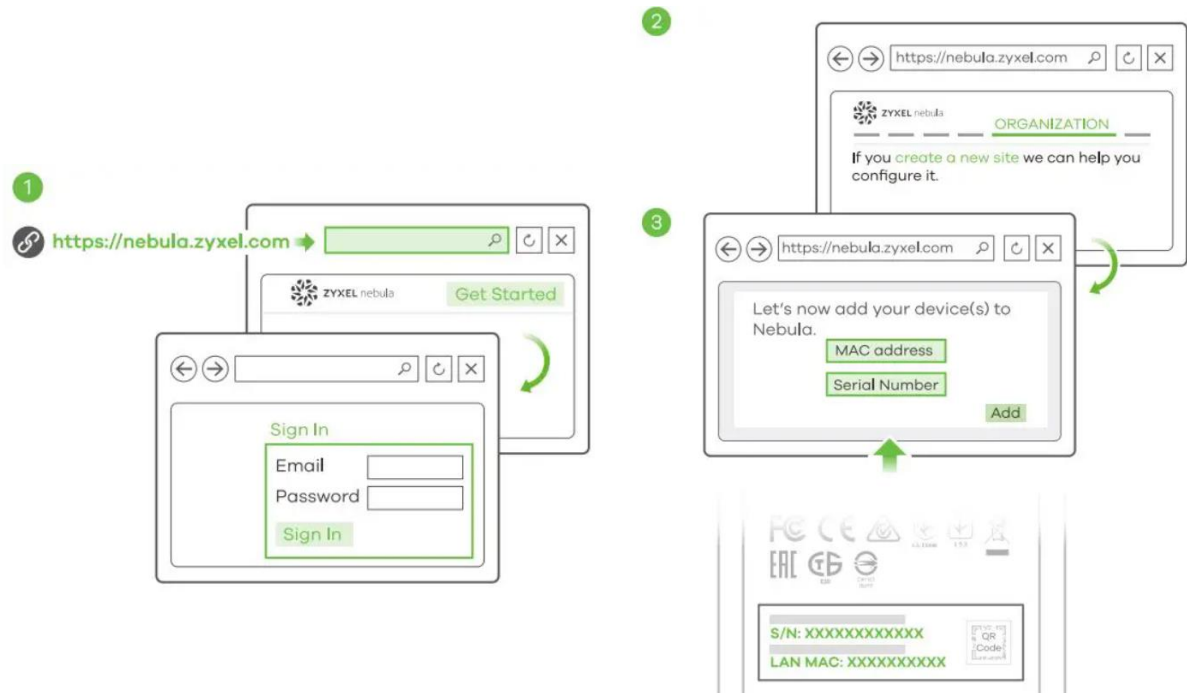 1
https://nebula.zyxel.com
ZYXEL nebula
Get Started
Sign In
Email
Password
Sign In
2
https://nebula.zyxel.com
ZYXEL nebula
ORGANIZATION
If you create a new site we can help you
configure it.
3
https://nebula.zyxel.com
Let's now add your device(s) to
Nebula.
MAC address
Serial Number
Add
FC CE
EAC
S/N: XXXXXXXXXXXX
LAN MAC: XXXXXXXXXX
QR
Code